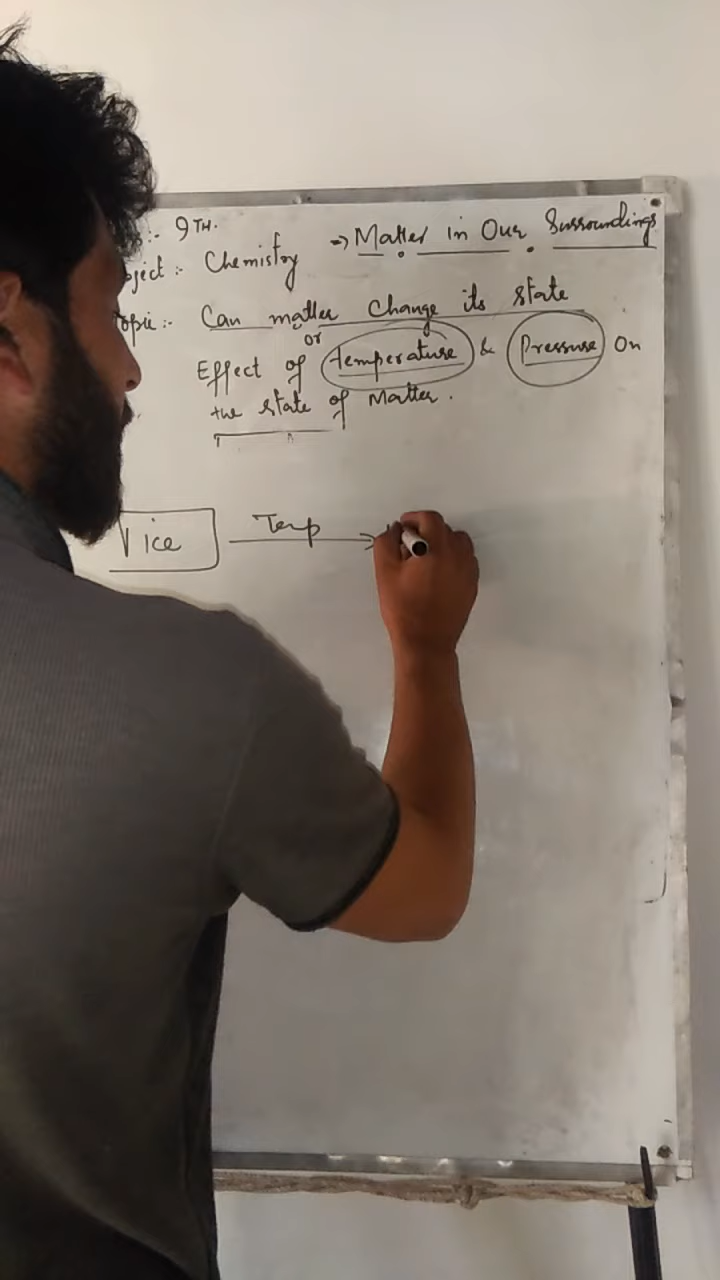 :- 9TH.
ject :- Chemistry
=> Matter in Our Surroundings
opic :- Can matter change its state
or
Effect of temperature & Pressure On
the state of Matter.
ice
Temp